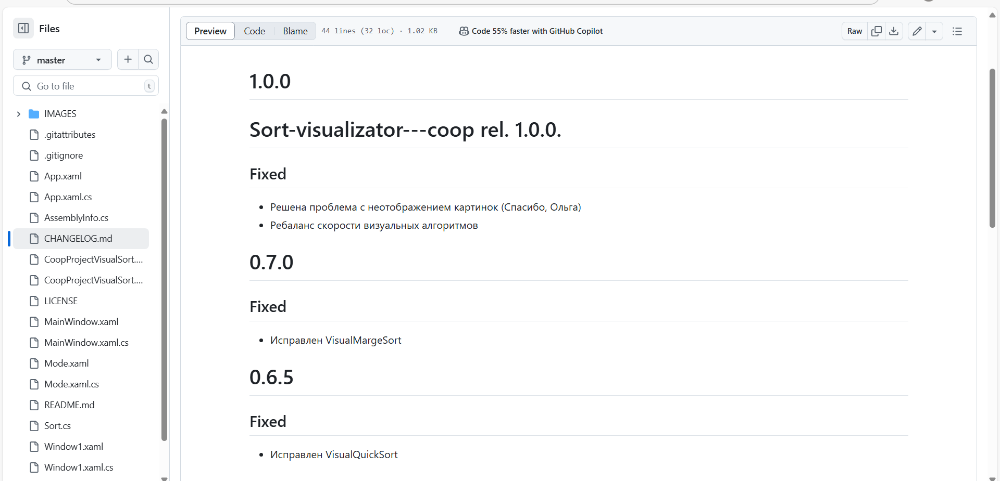 Files
master
Go to file
t
IMAGES
.gitattributes
.gitignore
App.xaml
App.xaml.cs
AssemblyInfo.cs
CHANGELOG.md
CoopProjectVisualSort....
CoopProjectVisualSort....
LICENSE
MainWindow.xaml
MainWindow.xaml.cs
Mode.xaml
Mode.xaml.cs
README.md
Sort.cs
Window1.xaml
Window1.xaml.cs
Preview Code Blame 44 lines (32 loc) · 1.02 KB Code 55% faster with GitHub Copilot Raw
1.0.0
Sort-visualizator---coop rel. 1.0.0.
Fixed
• Решена проблема с неотображением картинок (Спасибо, Ольга)
• Ребаланс скорости визуальных алгоритмов
0.7.0
Fixed
• Исправлен VisualMargeSort
0.6.5
Fixed
• Исправлен VisualQuickSort